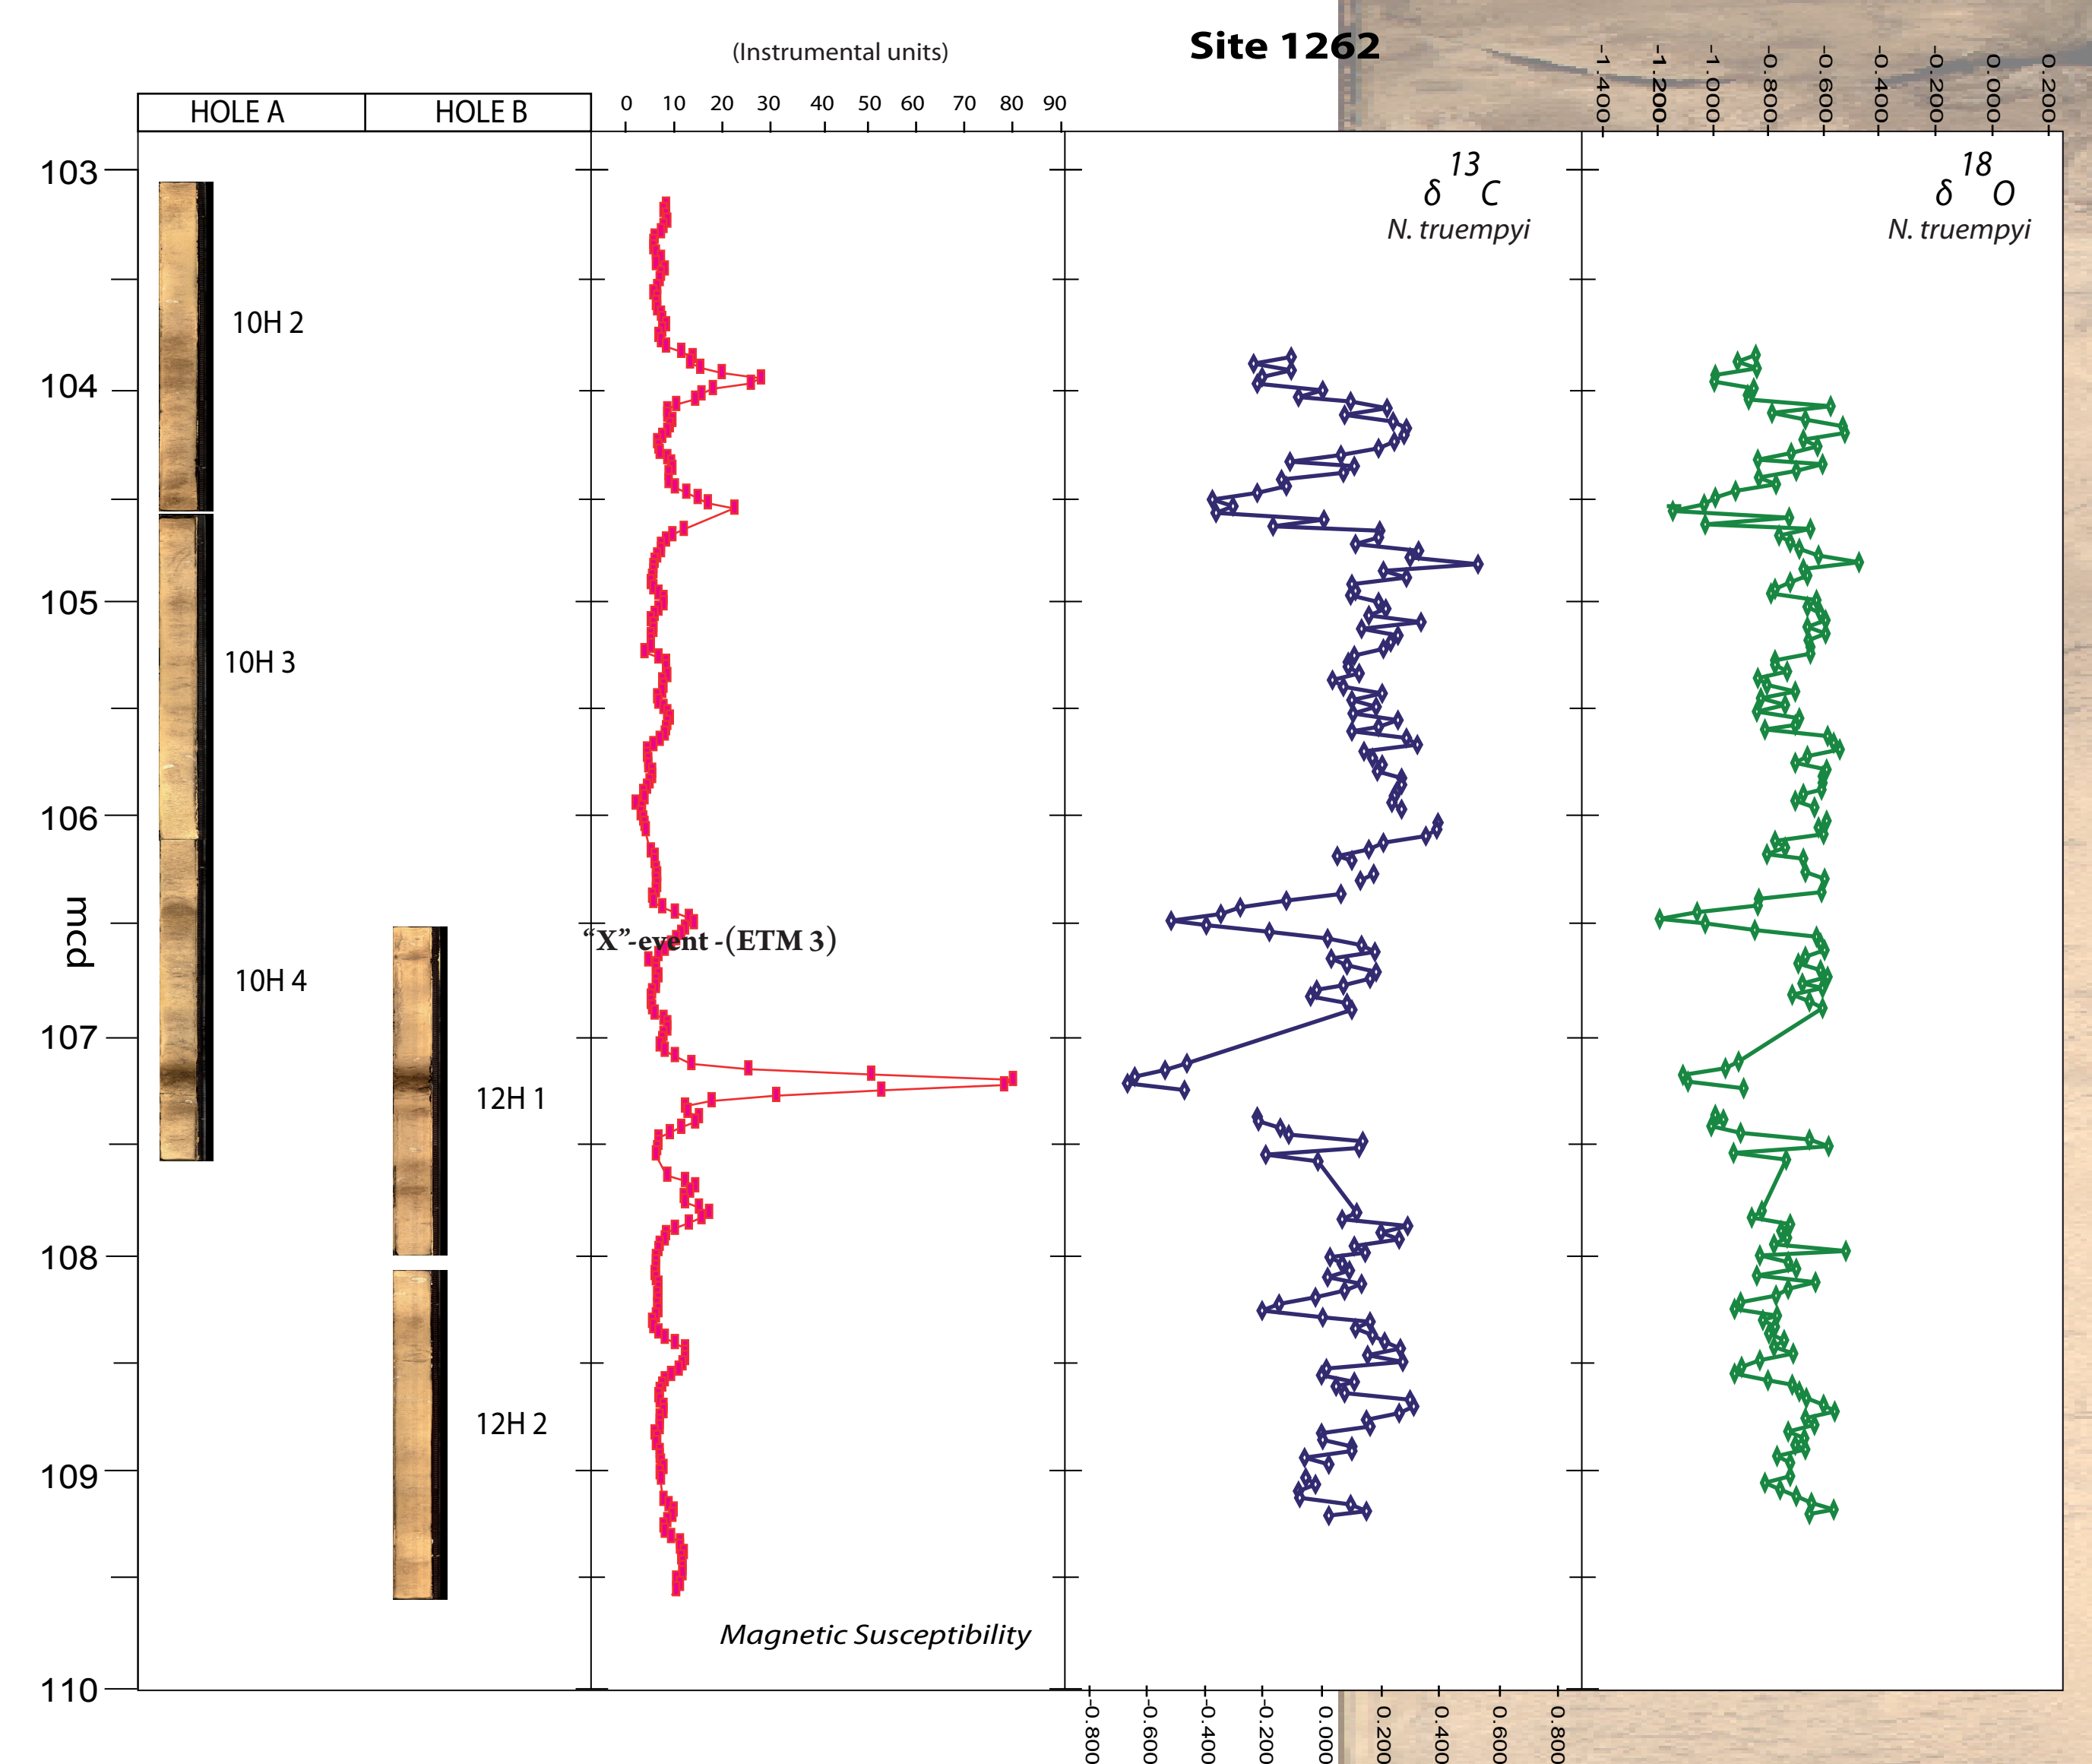 Site 1262
(Instrumental units)
HOLE A HOLE B
0 10 20 30 40 50 60 70 80 90
-1.400 -1.200 -1.000 -0.800 -0.600 -0.400 -0.200 0.000 0.200
103
104
105
106
107
108
109
110
mcd
10H 2
10H 3
10H 4
12H 1
12H 2
"X"-event -(ETM 3)
Magnetic Susceptibility
δ 13 C
N. truempyi
δ 18 O
N. truempyi
-0.800 -0.600 -0.400 -0.200 0.000 0.200 0.400 0.600 0.800